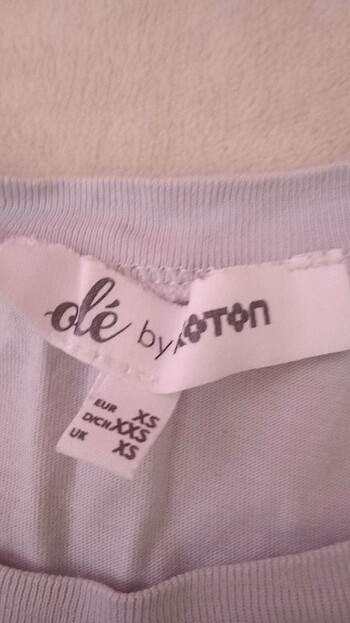 olé by KOTON
EUR XS
D/CH XXS
UK XS